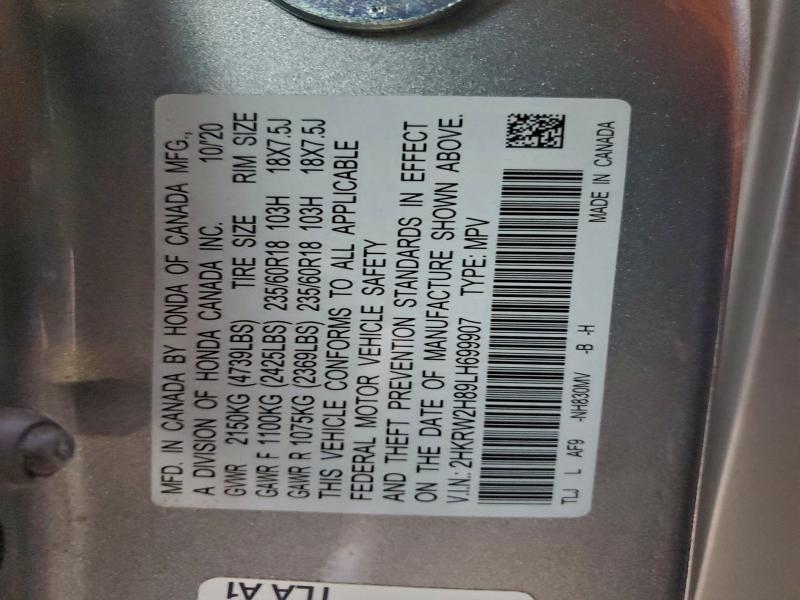 MFD. IN CANADA BY HONDA OF CANADA MFG.,
A DIVISION OF HONDA CANADA INC. 10/'20
GVWR 2150KG (4739LBS) TIRE SIZE RIM SIZE
GAWR F 1100KG (2425LBS) 235/60R18 103H 18X7.5J
GAWR R 1075KG (2369LBS) 235/60R18 103H 18X7.5J
THIS VEHICLE CONFORMS TO ALL APPLICABLE
FEDERAL MOTOR VEHICLE SAFETY
AND THEFT PREVENTION STANDARDS IN EFFECT
ON THE DATE OF MANUFACTURE SHOWN ABOVE.
V.I.N.: 2HKRW2H89LH699907 TYPE: MPV
TLJ L AF9 -NH830MV -B -H
MADE IN CANADA
TLA A1